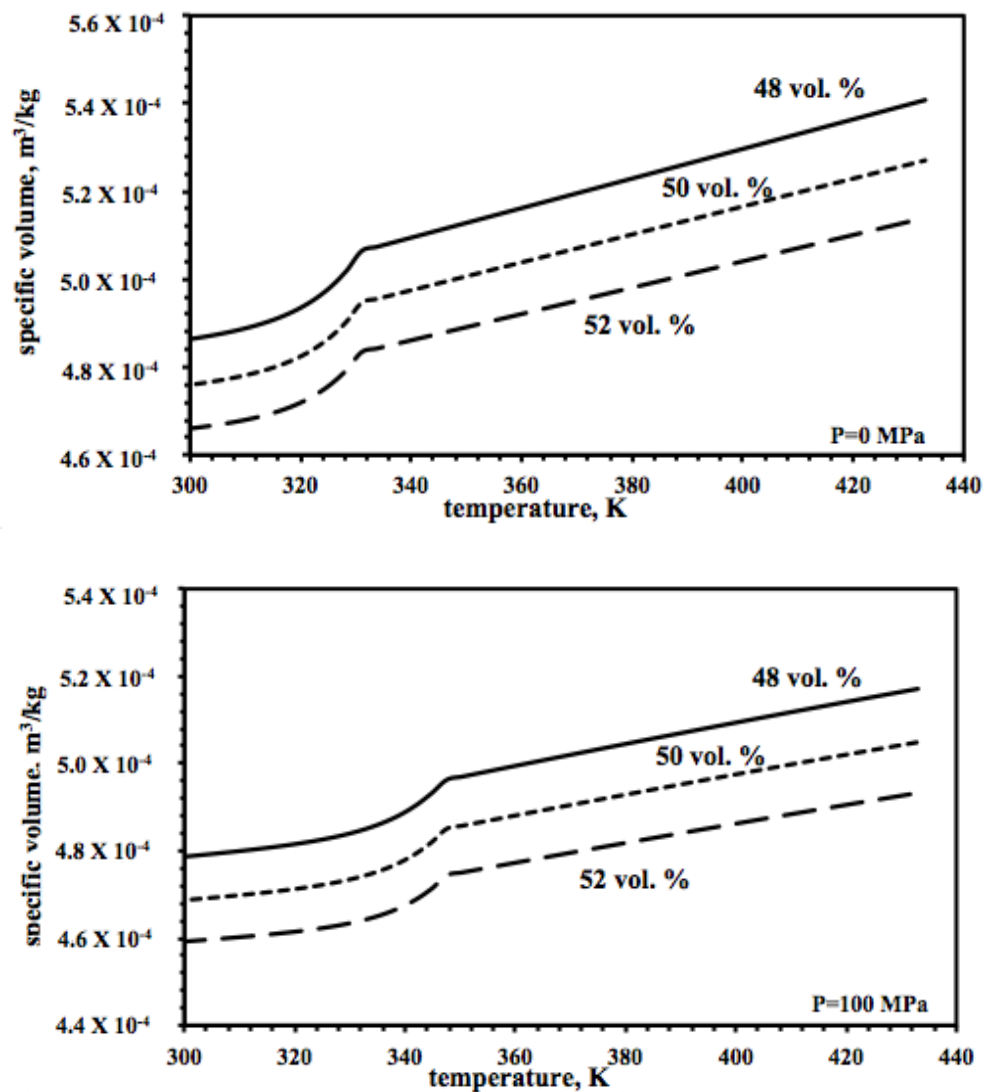 5.6 X 10-4
5.4 X 10-4
5.2 X 10-4
5.0 X 10-4
4.8 X 10-4
4.6 X 10-4
specific volume, m3/kg
48 vol. %
50 vol. %
52 vol. %
P=0 MPa
300 320 340 360 380 400 420 440
temperature, K
5.4 X 10-4
5.2 X 10-4
5.0 X 10-4
4.8 X 10-4
4.6 X 10-4
4.4 X 10-4
specific volume. m3/kg
48 vol. %
50 vol. %
52 vol. %
P=100 MPa
300 320 340 360 380 400 420 440
temperature, K